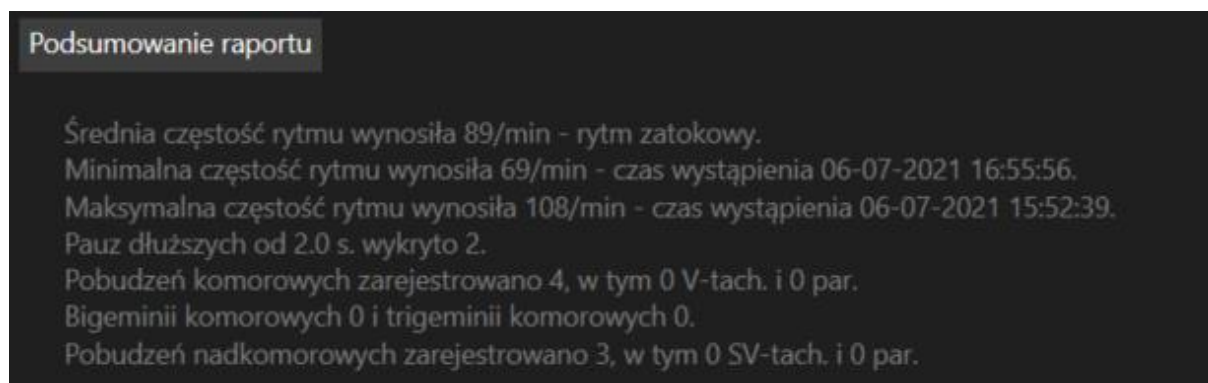 Podsumowanie raportu
Średnia częstość rytmu wynosiła 89/min - rytm zatokowy.
Minimalna częstość rytmu wynosiła 69/min - czas wystąpienia 06-07-2021 16:55:56.
Maksymalna częstość rytmu wynosiła 108/min - czas wystąpienia 06-07-2021 15:52:39.
Pauz dłuższych od 2.0 s. wykryto 2.
Pobudzeń komorowych zarejestrowano 4, w tym 0 V-tach. i 0 par.
Bigeminii komorowych 0 i trigeminii komorowych 0.
Pobudzeń nadkomorowych zarejestrowano 3, w tym 0 SV-tach. i 0 par.